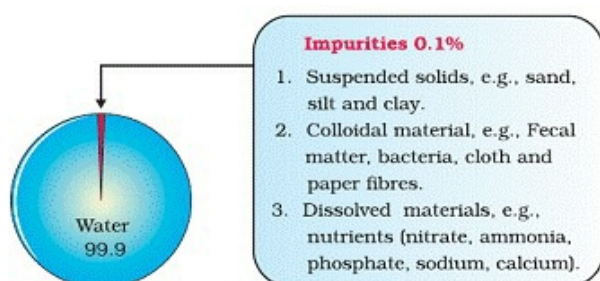 Impurities 0.1%
1. Suspended solids, e.g., sand,
silt and clay.
2. Colloidal material, e.g., Fecal
matter, bacteria, cloth and
paper fibres.
3. Dissolved materials, e.g.,
nutrients (nitrate, ammonia,
phosphate, sodium, calcium).
Water
99.9